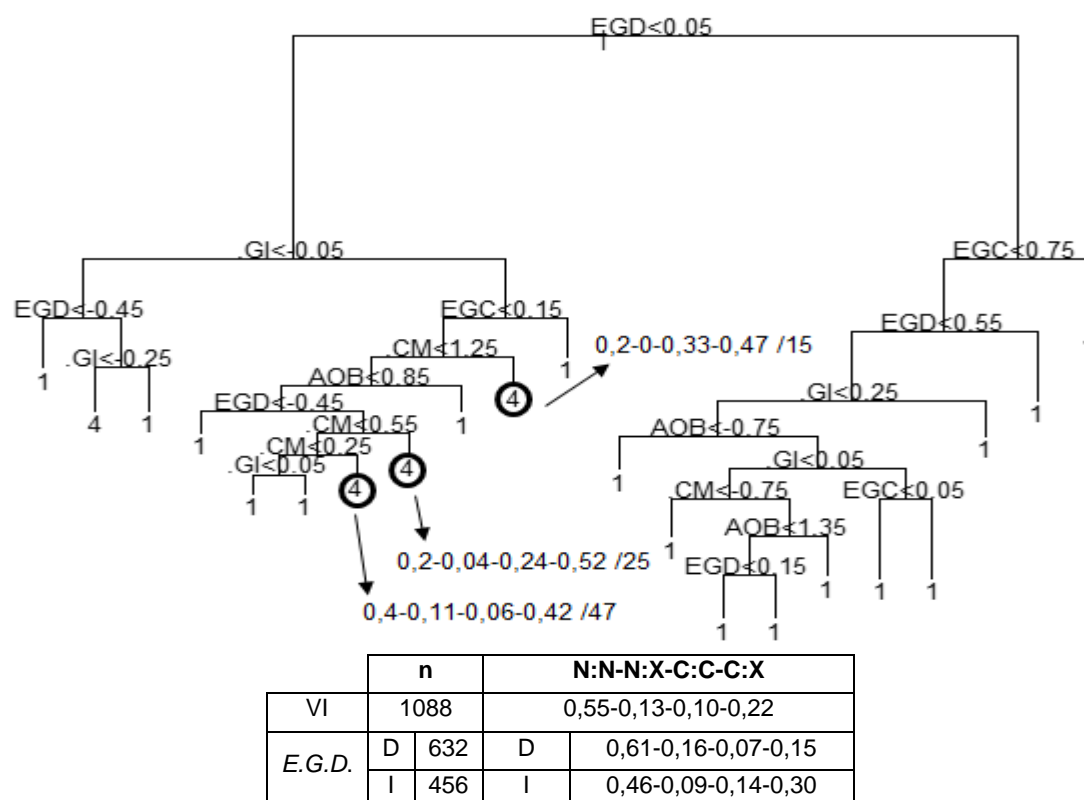 EGD<0.05
.GI<-0.05
EGC<0.75
EGD<-0.45
EGC<0.15
EGD<0.55
0,2-0-0,33-0,47 /15
.GI<-0.25
.CM<1.25
1
1
AOB<0.85
4
1
EGD<-0.45
4
.GI<0.25
1
1
1
.CM<0.55
AOB<-0.75
1
.CM<0.25
1
.GI<0.05
4
4
.GI<0.05
1
.CM<-0.75
EGC<0.05
1
1
AOB<1.35
1
0,2-0,04-0,24-0,52 /25
EGD<0.15
1
1
1
0,4-0,11-0,06-0,42 /47
1
1
n
N:N-N:X-C:C-C:X
VI
1088
0,55-0,13-0,10-0,22
E.G.D.
D
632
D
0,61-0,16-0,07-0,15
I
456
I
0,46-0,09-0,14-0,30